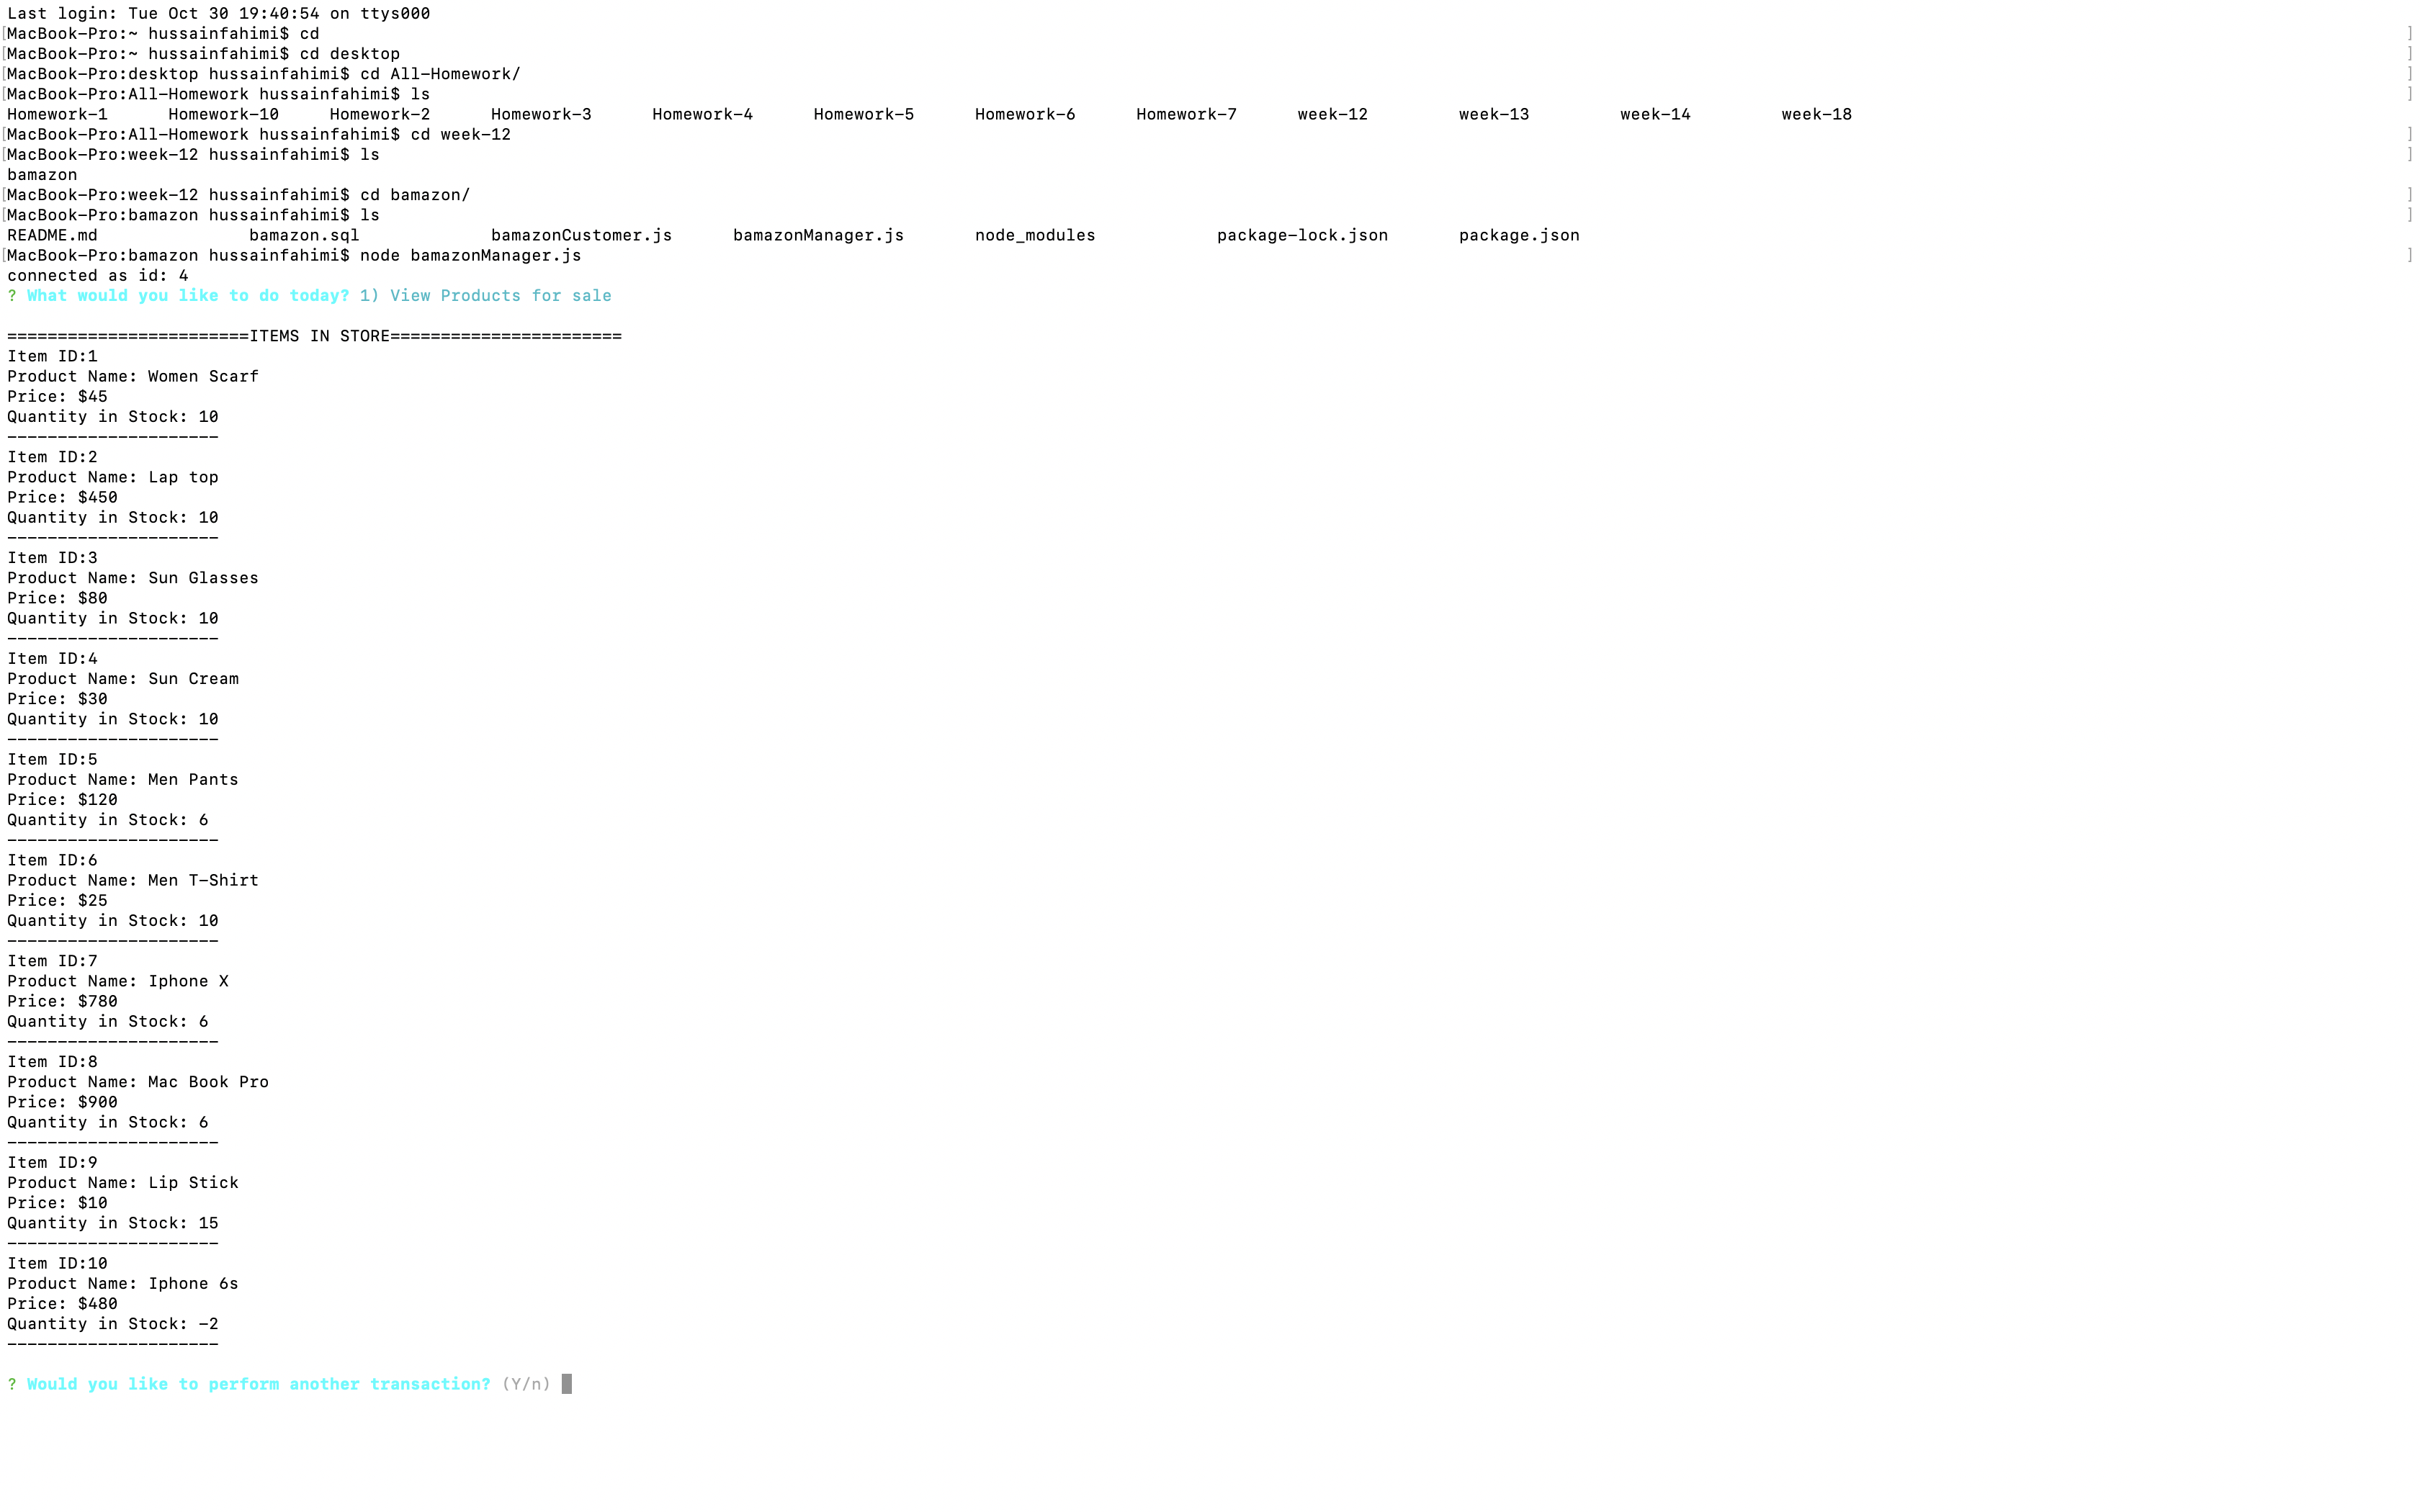 Last login: Tue Oct 30 19:40:54 on ttys000
[MacBook-Pro:~ hussainfahimi$ cd ]
[MacBook-Pro:~ hussainfahimi$ cd desktop ]
[MacBook-Pro:desktop hussainfahimi$ cd All-Homework/ ]
[MacBook-Pro:All-Homework hussainfahimi$ ls ]
Homework-1 Homework-10 Homework-2 Homework-3 Homework-4 Homework-5 Homework-6 Homework-7 week-12 week-13 week-14 week-18
[MacBook-Pro:All-Homework hussainfahimi$ cd week-12 ]
[MacBook-Pro:week-12 hussainfahimi$ ls ]
bamazon
[MacBook-Pro:week-12 hussainfahimi$ cd bamazon/ ]
[MacBook-Pro:bamazon hussainfahimi$ ls ]
README.md bamazon.sql bamazonCustomer.js bamazonManager.js node_modules package-lock.json package.json
[MacBook-Pro:bamazon hussainfahimi$ node bamazonManager.js ]
connected as id: 4
? What would you like to do today? 1) View Products for sale
========================ITEMS IN STORE=======================
Item ID:1
Product Name: Women Scarf
Price: $45
Quantity in Stock: 10
---------------------
Item ID:2
Product Name: Lap top
Price: $450
Quantity in Stock: 10
---------------------
Item ID:3
Product Name: Sun Glasses
Price: $80
Quantity in Stock: 10
---------------------
Item ID:4
Product Name: Sun Cream
Price: $30
Quantity in Stock: 10
---------------------
Item ID:5
Product Name: Men Pants
Price: $120
Quantity in Stock: 6
---------------------
Item ID:6
Product Name: Men T-Shirt
Price: $25
Quantity in Stock: 10
---------------------
Item ID:7
Product Name: Iphone X
Price: $780
Quantity in Stock: 6
---------------------
Item ID:8
Product Name: Mac Book Pro
Price: $900
Quantity in Stock: 6
---------------------
Item ID:9
Product Name: Lip Stick
Price: $10
Quantity in Stock: 15
---------------------
Item ID:10
Product Name: Iphone 6s
Price: $480
Quantity in Stock: -2
---------------------
? Would you like to perform another transaction? (Y/n)